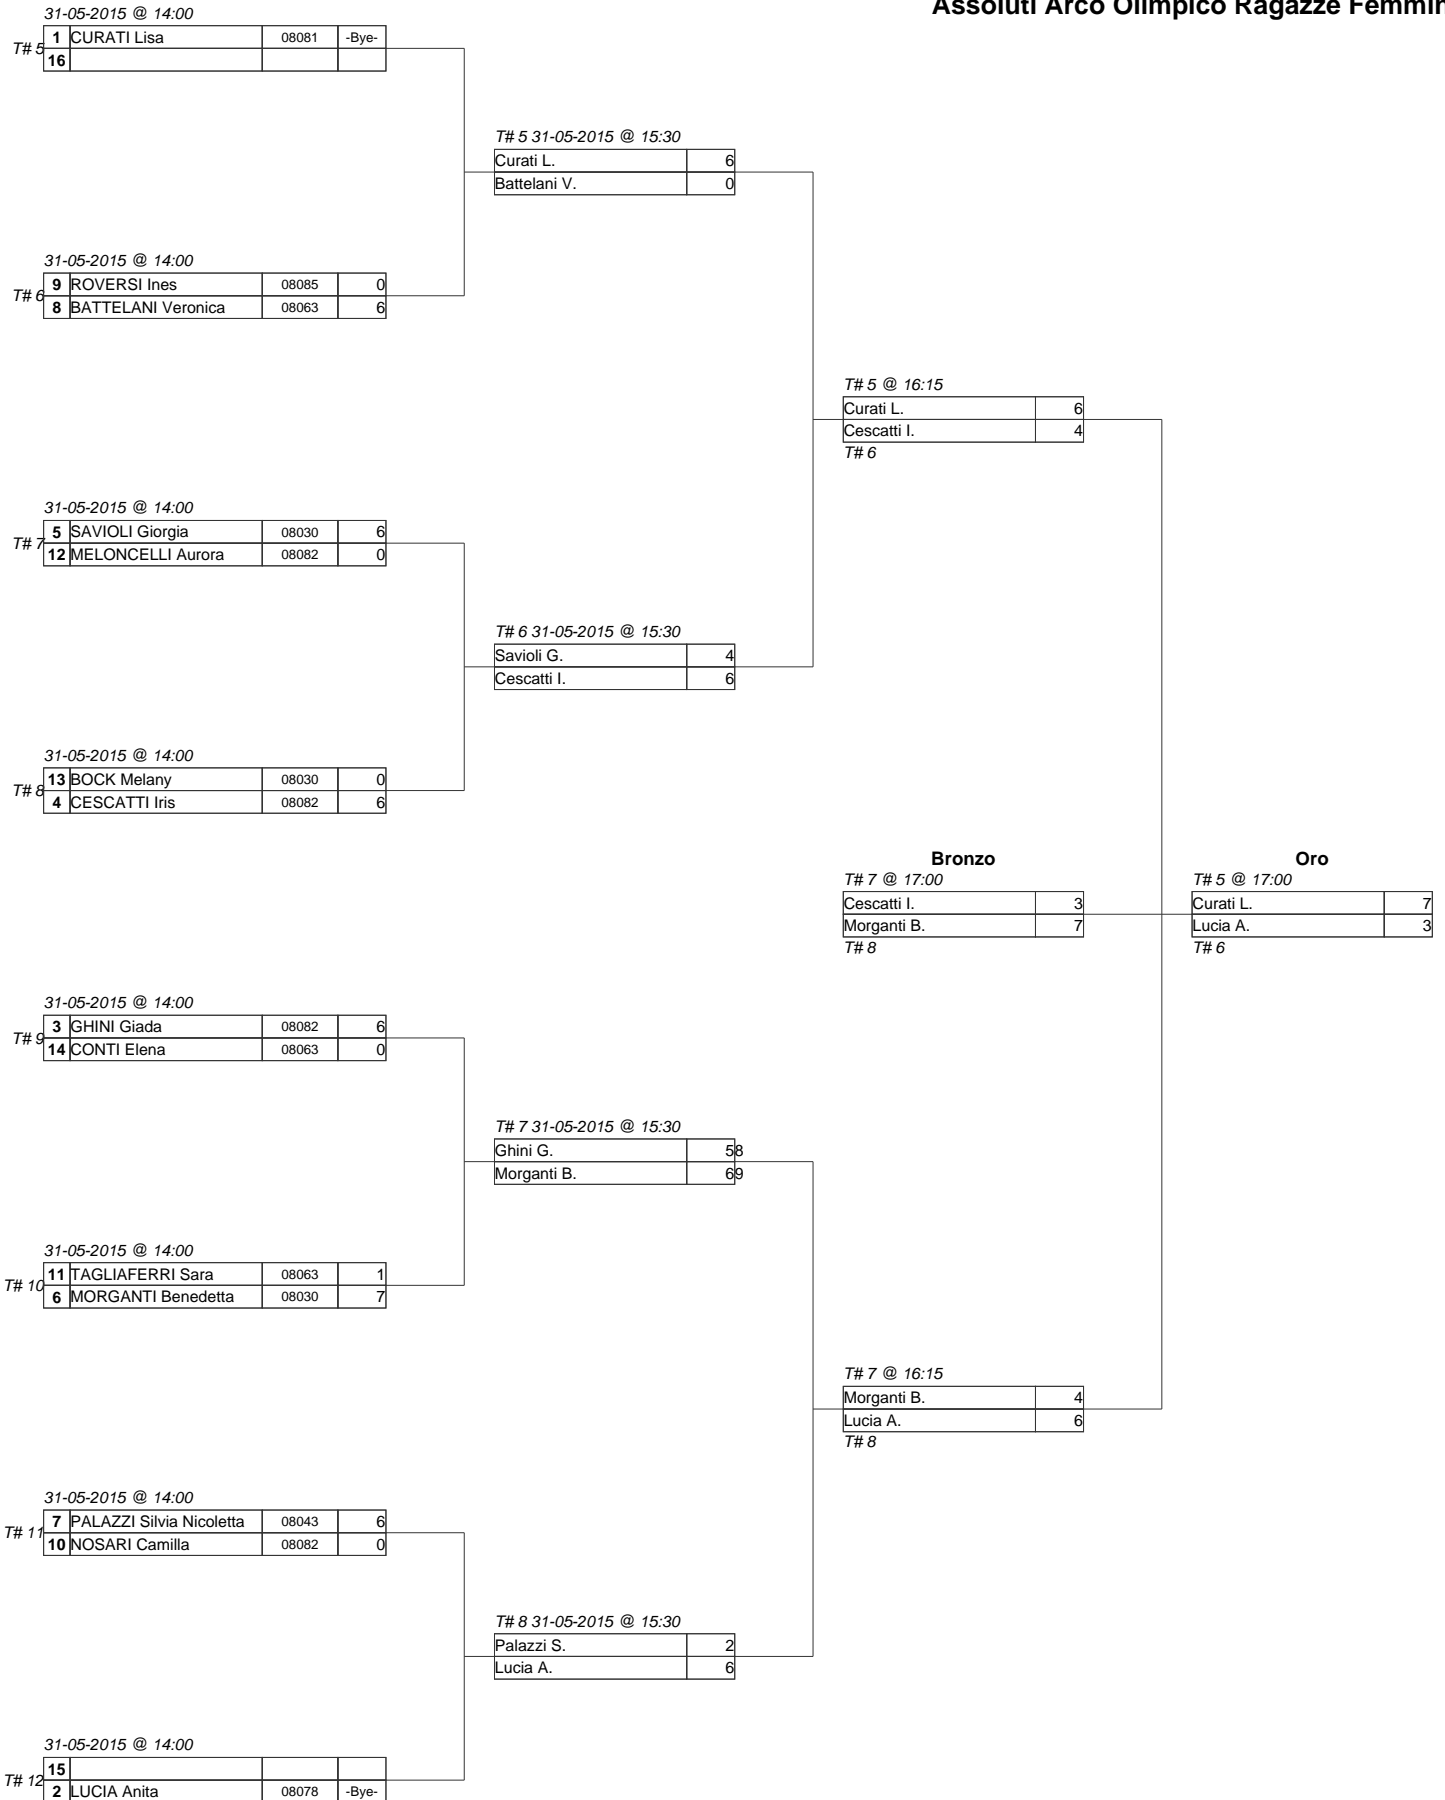 Assoluti Arco Olimpico Ragazze
31-05-2015 @ 14:00
T# 5
1 CURATI Lisa 08081 -Bye-
16
T# 5 31-05-2015 @ 15:30
Curati L. 6
Battelani V. 0
31-05-2015 @ 14:00
T# 6
9 ROVERSI Ines 08085 0
8 BATTELANI Veronica 08063 6
T# 5 @ 16:15
Curati L. 6
Cescatti I. 4
T# 6
31-05-2015 @ 14:00
T# 7
5 SAVIOLI Giorgia 08030 6
12 MELONCELLI Aurora 08082 0
T# 6 31-05-2015 @ 15:30
Savioli G. 4
Cescatti I. 6
31-05-2015 @ 14:00
T# 8
13 BOCK Melany 08030 0
4 CESCATTI Iris 08082 6
Bronzo
T# 7 @ 17:00
Cescatti I. 3
Morganti B. 7
T# 8
Oro
T# 5 @ 17:00
Curati L. 7
Lucia A. 3
T# 6
31-05-2015 @ 14:00
T# 9
3 GHINI Giada 08082 6
14 CONTI Elena 08063 0
T# 7 31-05-2015 @ 15:30
Ghini G. 5 8
Morganti B. 6 9
31-05-2015 @ 14:00
T# 10
11 TAGLIAFERRI Sara 08063 1
6 MORGANTI Benedetta 08030 7
T# 7 @ 16:15
Morganti B. 4
Lucia A. 6
T# 8
31-05-2015 @ 14:00
T# 11
7 PALAZZI Silvia Nicoletta 08043 6
10 NOSARI Camilla 08082 0
T# 8 31-05-2015 @ 15:30
Palazzi S. 2
Lucia A. 6
31-05-2015 @ 14:00
T# 12
15
2 LUCIA Anita 08078 -Bye-